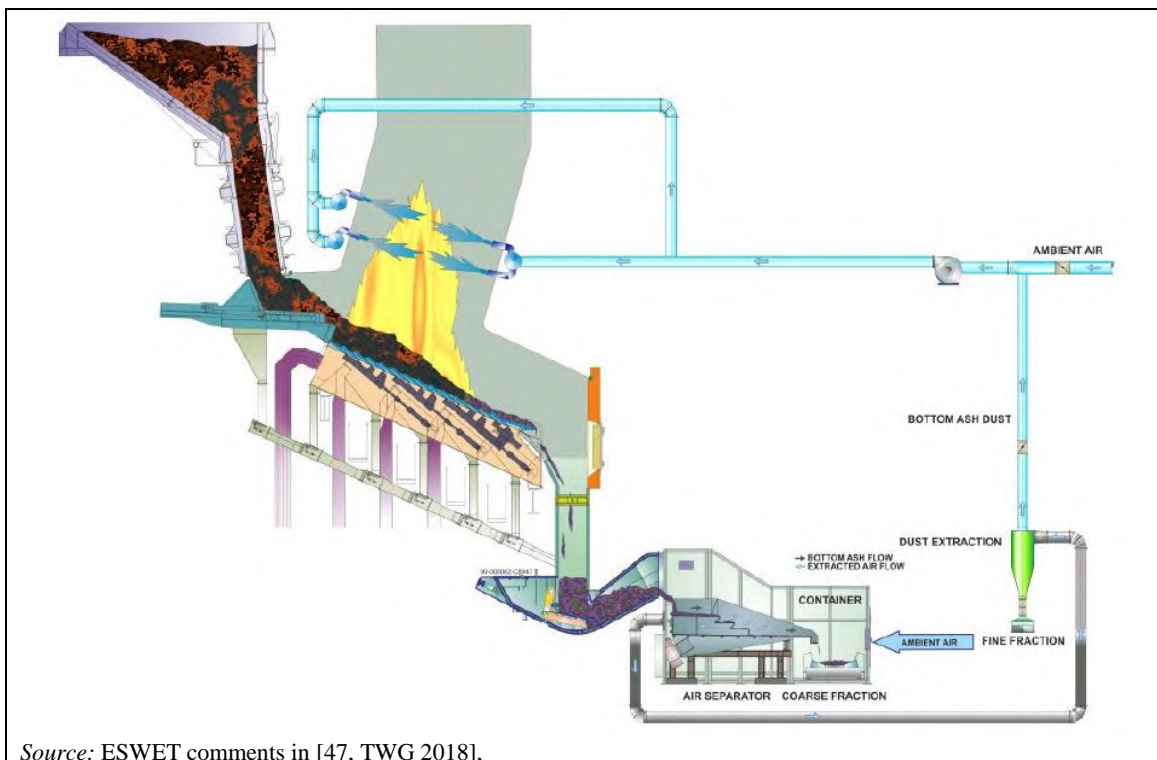 AMBIENT AIR
BOTTOM ASH DUST
DUST EXTRACTION
BOTTOM ASH FLOW
EXTRACTED AIR FLOW
CONTAINER
AMBIENT AIR
FINE FRACTION
AIR SEPARATOR COARSE FRACTION
Source: ESWET comments in [47, TWG 2018],